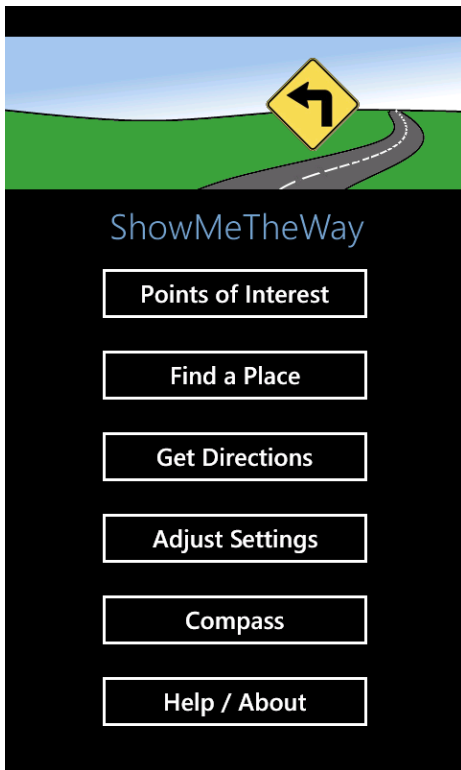 ShowMeTheWay
Points of Interest
Find a Place
Get Directions
Adjust Settings
Compass
Help / About